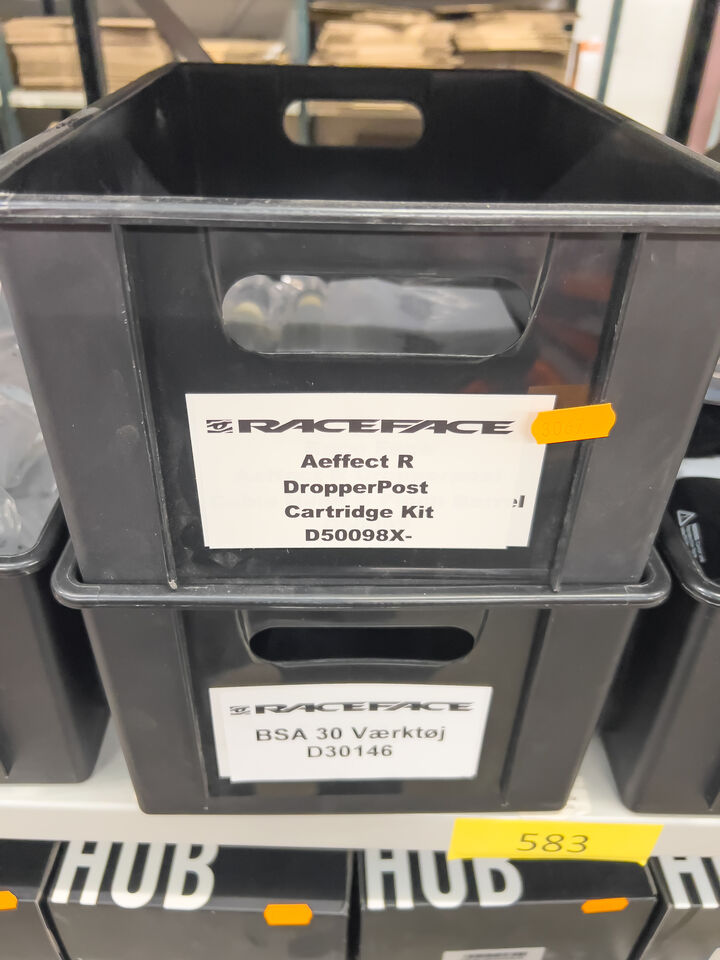 RACEFACE
Aeffect R
DropperPost
Cartridge Kit
D50098X-
RACEFACE
BSA 30 Værktøj
D30146
583
HUB
HUB